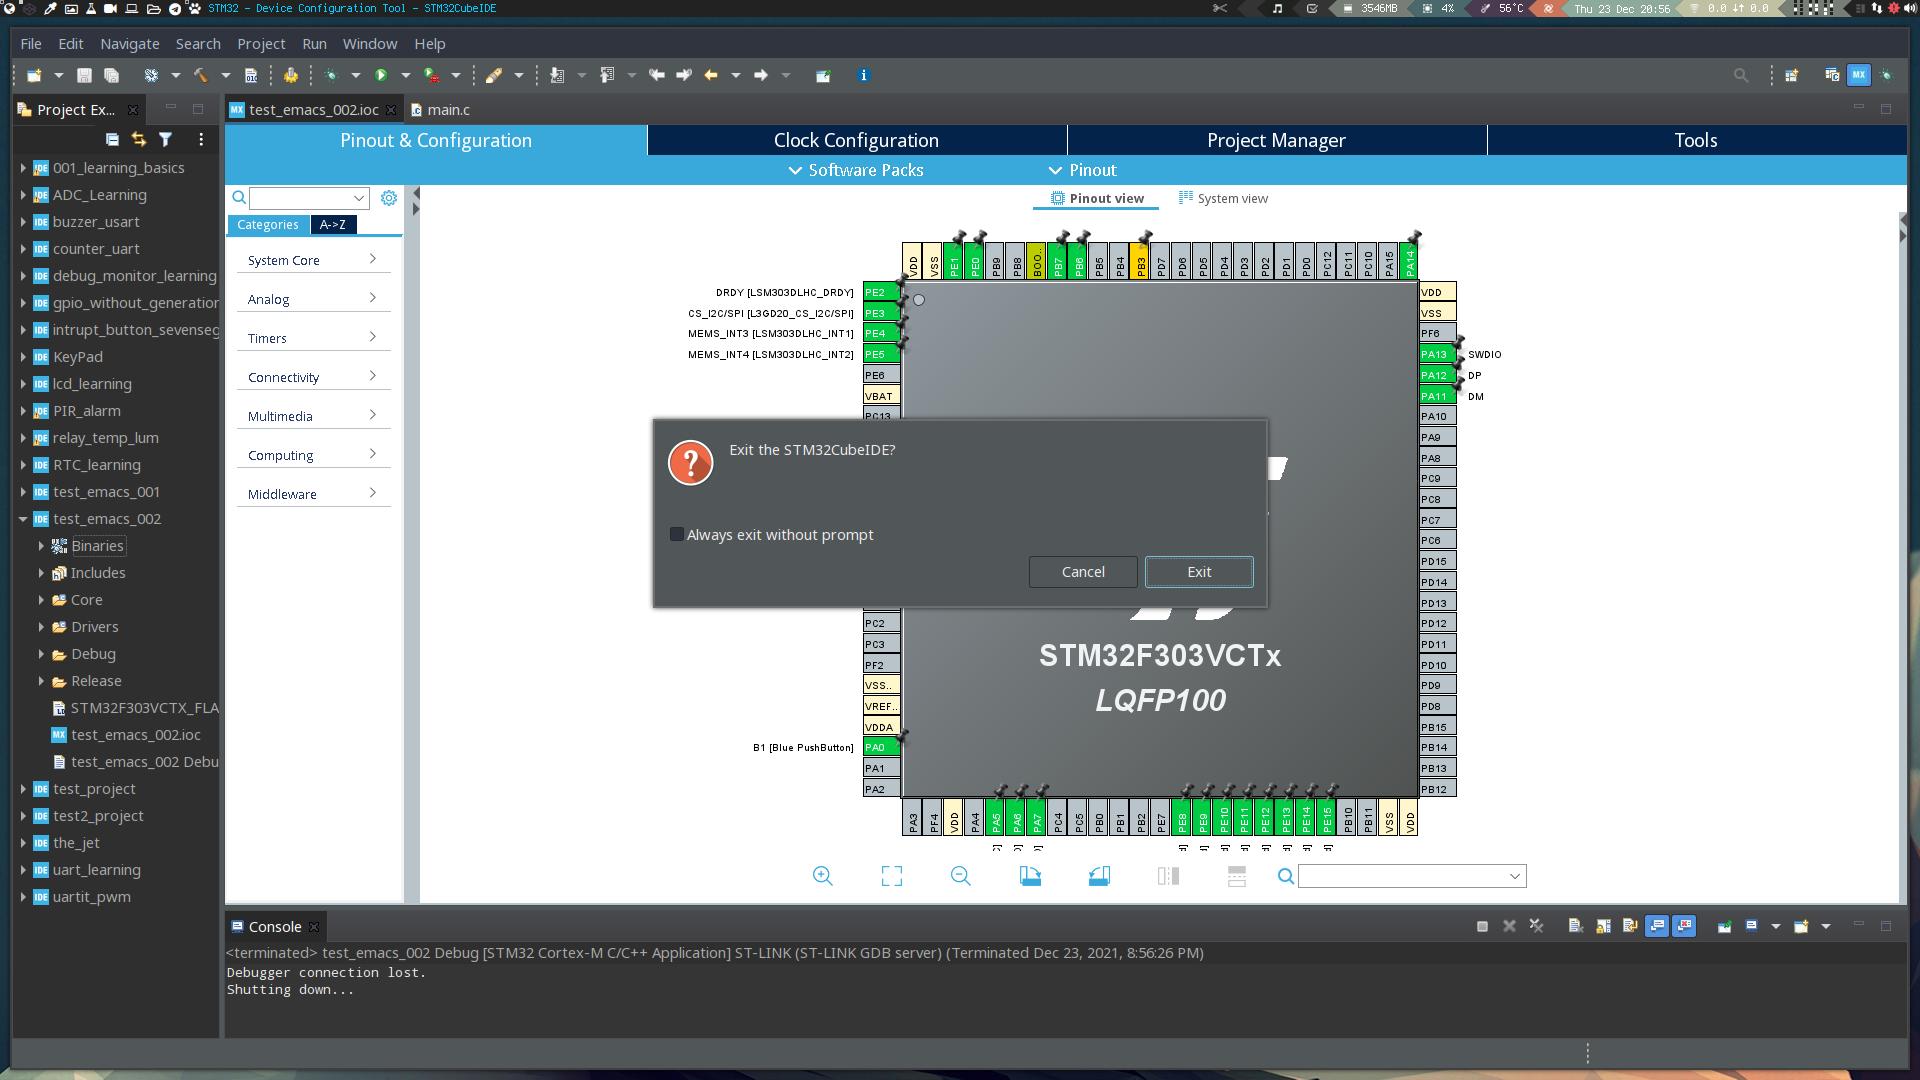 STM32 - Device Configuration Tool - STM32CubeIDE
3546MB
4%
56°C
Thu 23 Dec 20:56
0.0 ↓↑ 0.0
File Edit Navigate Search Project Run Window Help
Project Ex...
test_emacs_002.ioc
main.c
Pinout & Configuration
Clock Configuration
Project Manager
Tools
Software Packs
Pinout
Pinout view
System view
Categories
A->Z
System Core
Analog
Timers
Connectivity
Multimedia
Computing
Middleware
001_learning_basics
ADC_Learning
buzzer_usart
counter_uart
debug_monitor_learning
gpio_without_generation
intrupt_button_sevenseg
KeyPad
lcd_learning
PIR_alarm
relay_temp_lum
RTC_learning
test_emacs_001
test_emacs_002
Binaries
Includes
Core
Drivers
Debug
Release
STM32F303VCTX_FLA
test_emacs_002.ioc
test_emacs_002 Debu
test_project
test2_project
the_jet
uart_learning
uartit_pwm
VDD VSS PE1 PE0 PB9 PB8 BOO.. PB7 PB6 PB5 PB4 PB3 PD7 PD6 PD5 PD4 PD3 PD2 PD1 PD0 PC12 PC11 PC10 PA15 PA14
DRDY [LSM303DLHC_DRDY] PE2
CS_I2C/SPI [L3GD20_CS_I2C/SPI] PE3
MEMS_INT3 [LSM303DLHC_INT1] PE4
MEMS_INT4 [LSM303DLHC_INT2] PE5
PE6
VBAT
PC13
PC2
PC3
PF2
VSS..
VREF..
VDDA
B1 [Blue PushButton] PA0
PA1
PA2
VDD
VSS
PF6
PA13 SWDIO
PA12 DP
PA11 DM
PA10
PA9
PA8
PC9
PC8
PC7
PC6
PD15
PD14
PD13
PD12
PD11
PD10
PD9
PD8
PB15
PB14
PB13
PB12
STM32F303VCTx
LQFP100
PA3 PF4 VDD PA4 PA5 PA6 PA7 PC4 PC5 PB0 PB1 PB2 PE7 PE8 PE9 PE10 PE11 PE12 PE13 PE14 PE15 PB10 PB11 VSS VDD
Exit the STM32CubeIDE?
Always exit without prompt
Cancel
Exit
Console
<terminated> test_emacs_002 Debug [STM32 Cortex-M C/C++ Application] ST-LINK (ST-LINK GDB server) (Terminated Dec 23, 2021, 8:56:26 PM)
Debugger connection lost.
Shutting down...